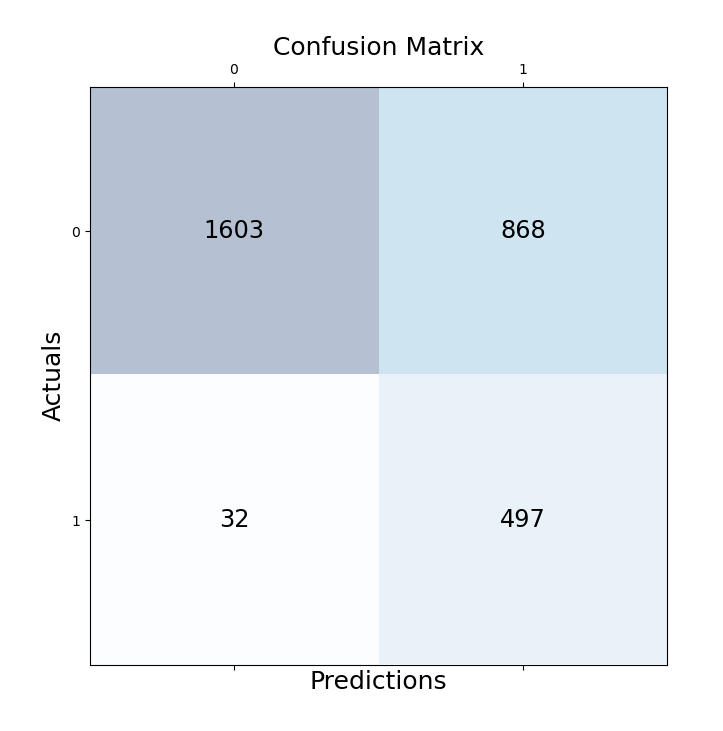 Confusion Matrix
0 1
0 1603 868
Actuals
1 32 497
Predictions